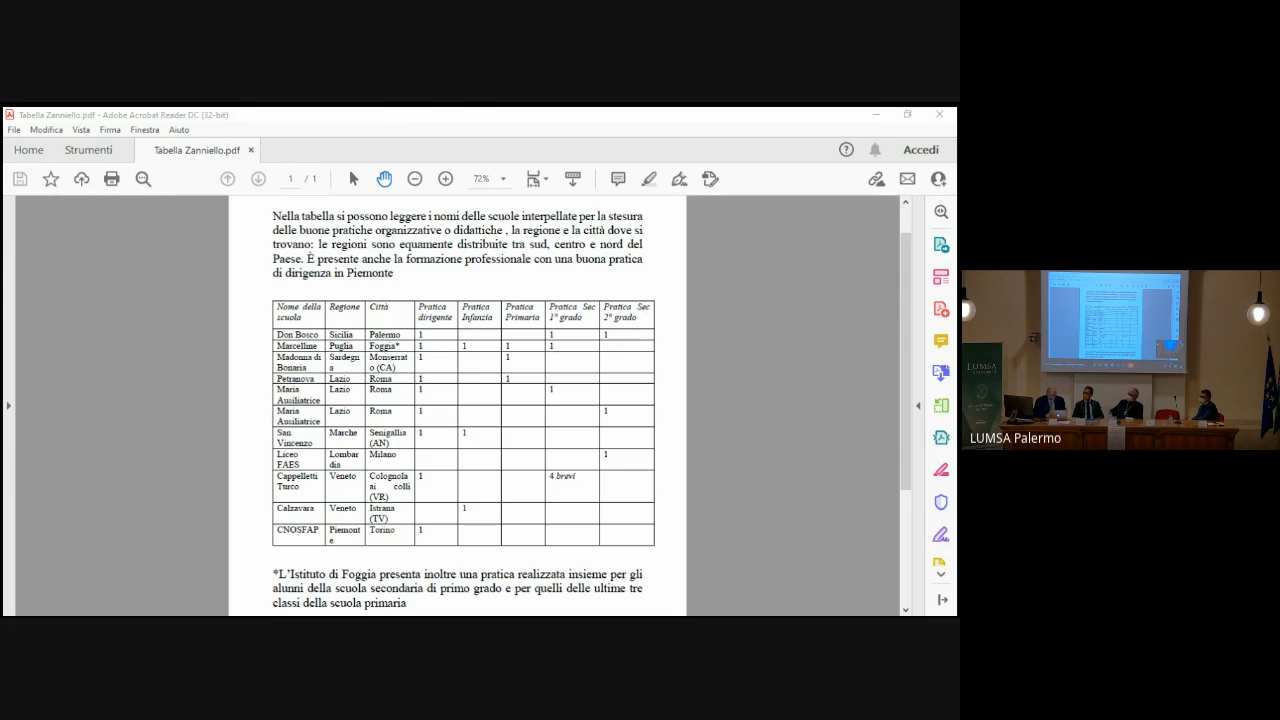 Tabella Zanniello.pdf - Adobe Acrobat Reader DC (32-bit)
File Modifica Vista Firma Finestra Aiuto
Home Strumenti Tabella Zanniello.pdf × Accedi
1 / 1 72%
Nella tabella si possono leggere i nomi delle scuole interpellate per la stesura
delle buone pratiche organizzative o didattiche , la regione e la città dove si
trovano: le regioni sono equamente distribuite tra sud, centro e nord del
Paese. È presente anche la formazione professionale con una buona pratica
di dirigenza in Piemonte
Nome della Regione Città Pratica Pratica Pratica Pratica Sec Pratica Sec
scuola dirigente Infanzia Primaria 1° grado 2° grado
Don Bosco Sicilia Palermo 1 1 1
Marcelline Puglia Foggia* 1 1 1 1
Madonna di Sardegn Monserrat 1 1
Bonaria a o (CA)
Petranova Lazio Roma 1 1
Maria Lazio Roma 1 1
Ausiliatrice
Maria Lazio Roma 1 1
Ausiliatrice
San Marche Senigallia 1 1
Vincenzo (AN)
Liceo Lombar Milano 1
FAES dia
Cappelletti Veneto Colognola 1 4 brevi
Turco ai colli
(VR)
Calzavara Veneto Istrana 1
(TV)
CNOSFAP Piemont Torino 1
e
*L'Istituto di Foggia presenta inoltre una pratica realizzata insieme per gli
alunni della scuola secondaria di primo grado e per quelli delle ultime tre
classi della scuola primaria
LUMSA
LUMSA Palermo